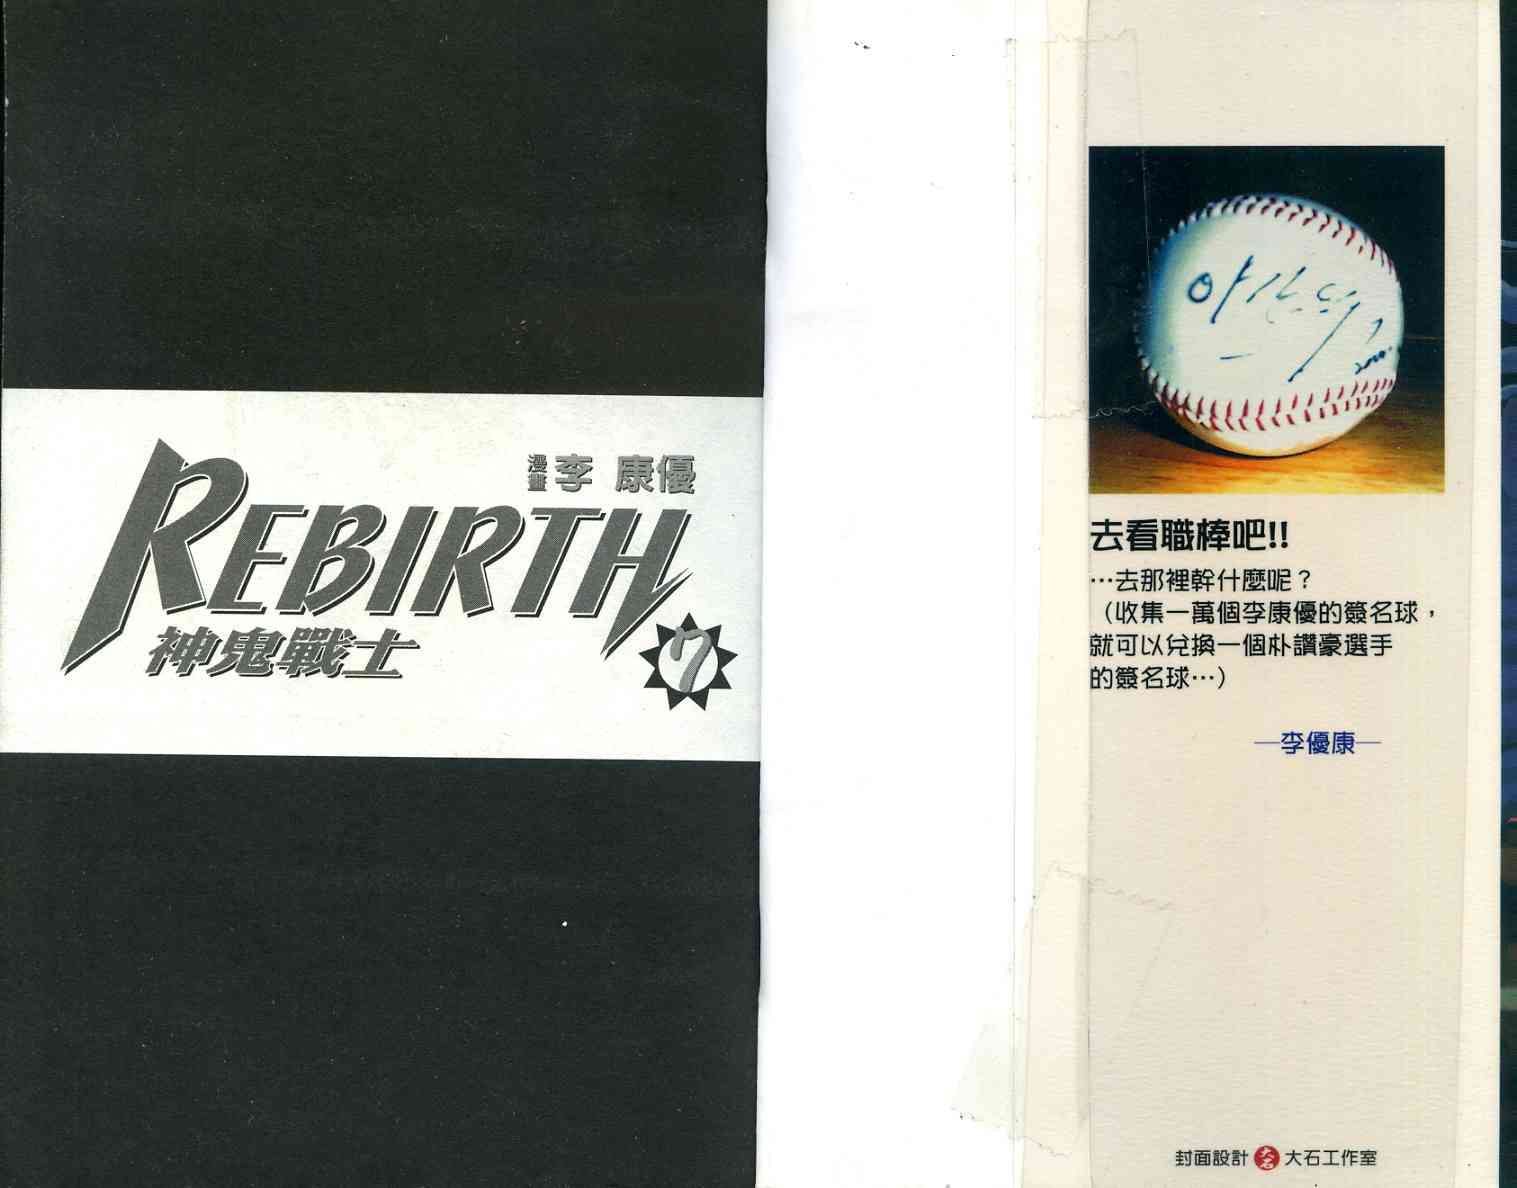 漫畫 李 康優
REBIRTH
神鬼戰士
7
去看職棒吧!!
…去那裡幹什麼呢？
（收集一萬個李康優的簽名球，
就可以兌換一個朴讚豪選手
的簽名球…）
—李優康—
封面設計 大石 大石工作室